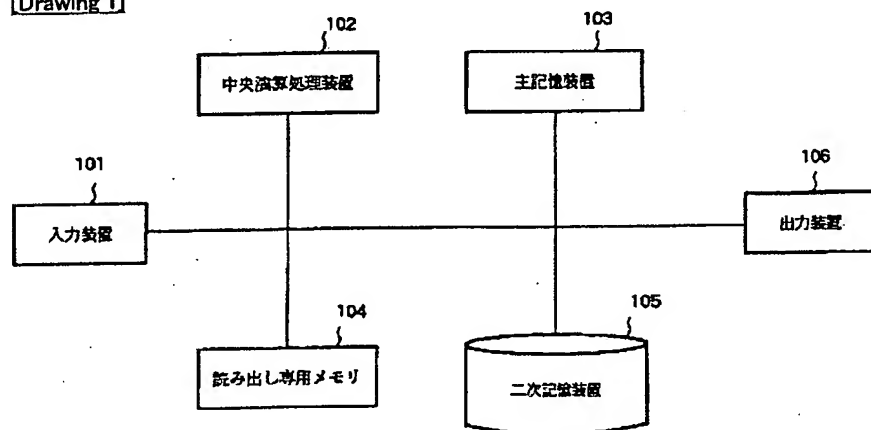 [Drawing 1]
102
中央演算処理装置
103
主記憶装置
101
入力装置
106
出力装置
104
読み出し専用メモリ
105
二次記憶装置